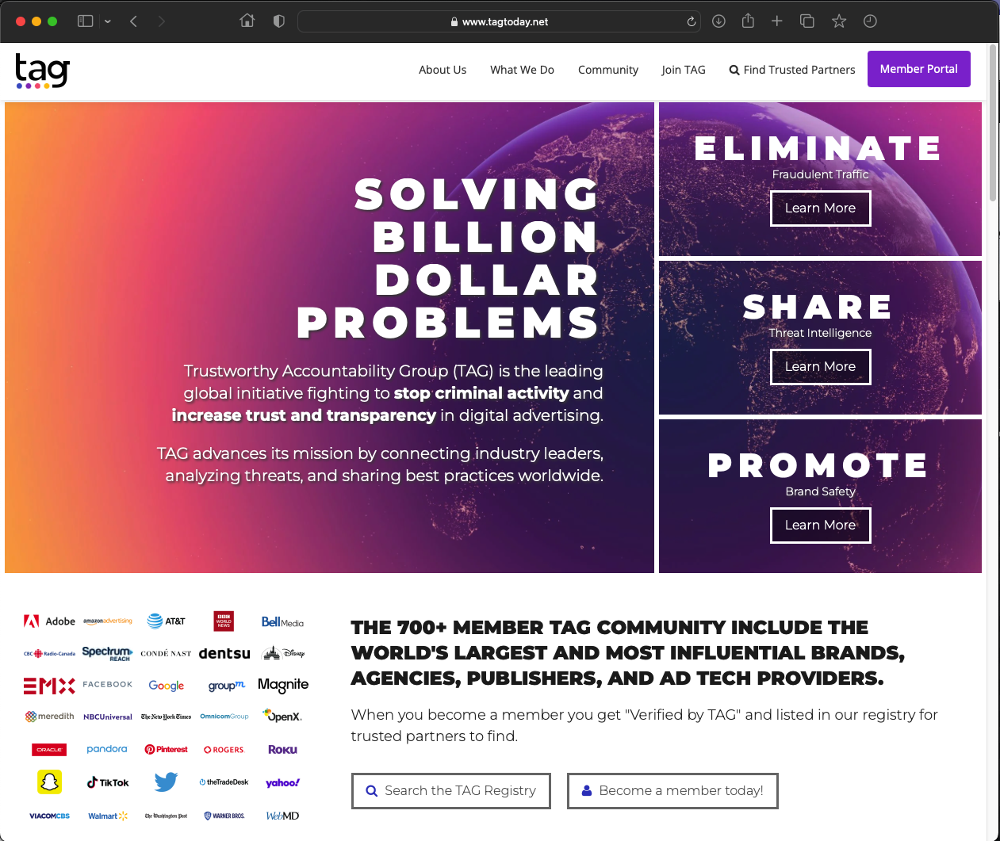 www.tagtoday.net
tag
About Us
What We Do
Community
Join TAG
Find Trusted Partners
Member Portal
SOLVING
BILLION
DOLLAR
PROBLEMS
Trustworthy Accountability Group (TAG) is the leading
global initiative fighting to stop criminal activity and
increase trust and transparency in digital advertising.
TAG advances its mission by connecting industry leaders,
analyzing threats, and sharing best practices worldwide.
ELIMINATE
Fraudulent Traffic
Learn More
SHARE
Threat Intelligence
Learn More
PROMOTE
Brand Safety
Learn More
Adobe amazon advertising AT&T BBC WORLD NEWS Bell Media
CBC Radio-Canada Spectrum REACH CONDÉ NAST dentsu Disney
EMX FACEBOOK Google groupm Magnite
meredith NBCUniversal The New York Times OmnicomGroup OpenX
ORACLE pandora Pinterest ROGERS ROKU
TikTok theTradeDesk yahoo!
VIACOMCBS Walmart The Washington Post WARNER BROS. WebMD
THE 700+ MEMBER TAG COMMUNITY INCLUDE THE
WORLD'S LARGEST AND MOST INFLUENTIAL BRANDS,
AGENCIES, PUBLISHERS, AND AD TECH PROVIDERS.
When you become a member you get "Verified by TAG" and listed in our registry for
trusted partners to find.
Search the TAG Registry
Become a member today!